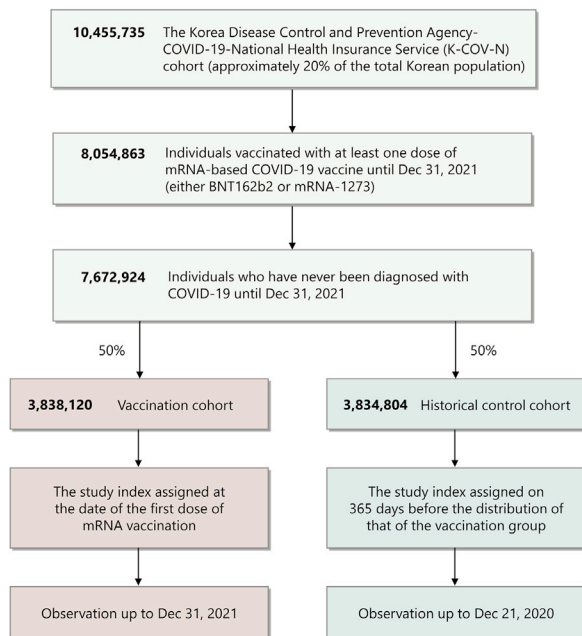 10,455,735 The Korea Disease Control and Prevention Agency-
COVID-19-National Health Insurance Service (K-COV-N)
cohort (approximately 20% of the total Korean population)
8,054,863 Individuals vaccinated with at least one dose of
mRNA-based COVID-19 vaccine until Dec 31, 2021
(either BNT162b2 or mRNA-1273)
7,672,924 Individuals who have never been diagnosed with
COVID-19 until Dec 31, 2021
50%
50%
3,838,120 Vaccination cohort
3,834,804 Historical control cohort
The study index assigned at
the date of the first dose of
mRNA vaccination
The study index assigned on
365 days before the distribution of
that of the vaccination group
Observation up to Dec 31, 2021
Observation up to Dec 21, 2020